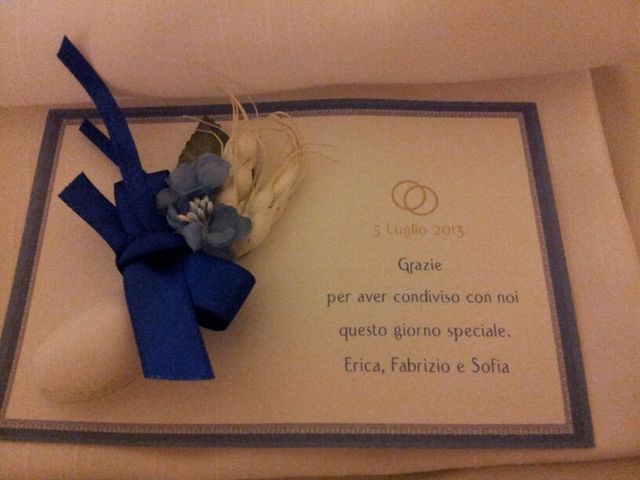 5 Luglio 2013
Grazie
per aver condiviso con noi
questo giorno speciale.
Erica, Fabrizio e Sofia